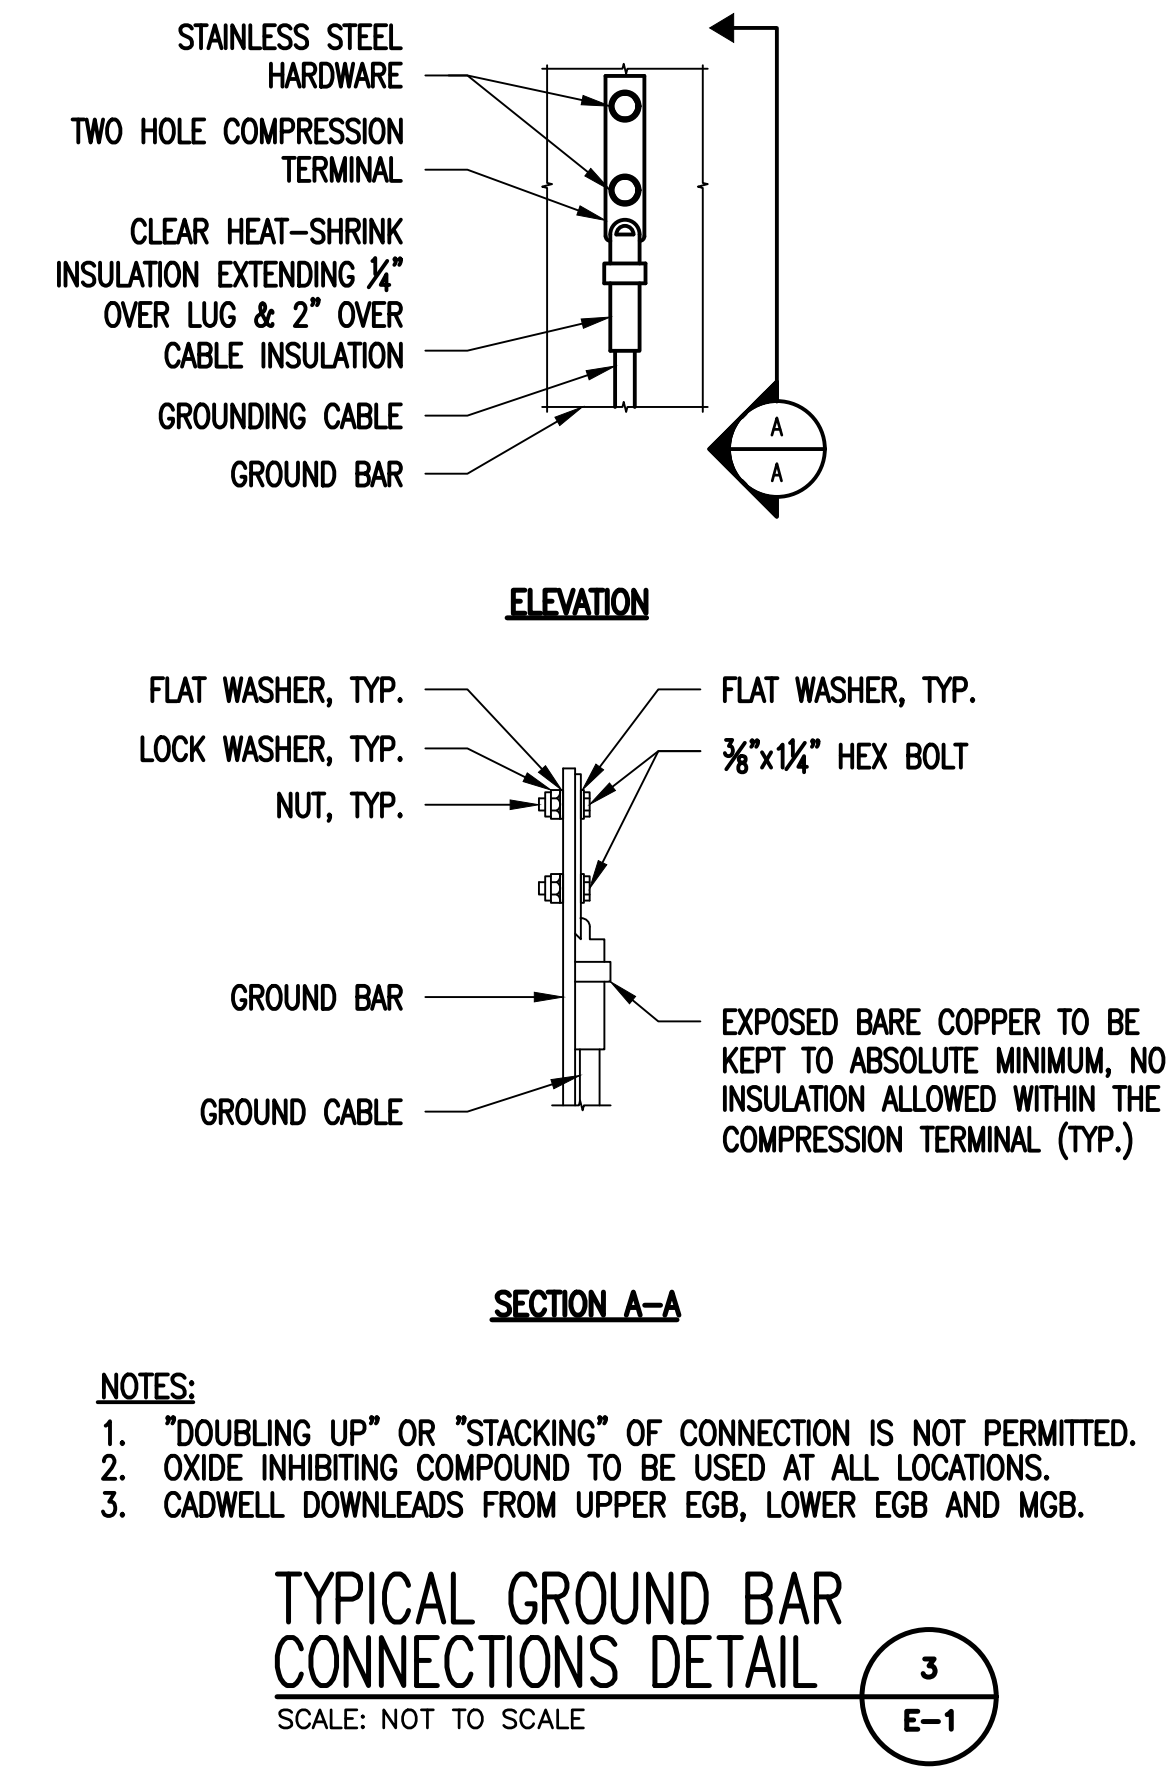 STAINLESS STEEL
HARDWARE
TWO HOLE COMPRESSION
TERMINAL
CLEAR HEAT-SHRINK
INSULATION EXTENDING ¼"
OVER LUG & 2" OVER
CABLE INSULATION
GROUNDING CABLE
GROUND BAR
A
A
ELEVATION
FLAT WASHER, TYP.
LOCK WASHER, TYP.
NUT, TYP.
FLAT WASHER, TYP.
⅜"x1¼" HEX BOLT
GROUND BAR
GROUND CABLE
EXPOSED BARE COPPER TO BE
KEPT TO ABSOLUTE MINIMUM, NO
INSULATION ALLOWED WITHIN THE
COMPRESSION TERMINAL (TYP.)
SECTION A-A
NOTES:
1. "DOUBLING UP" OR "STACKING" OF CONNECTION IS NOT PERMITTED.
2. OXIDE INHIBITING COMPOUND TO BE USED AT ALL LOCATIONS.
3. CADWELL DOWNLEADS FROM UPPER EGB, LOWER EGB AND MGB.
TYPICAL GROUND BAR
CONNECTIONS DETAIL
SCALE: NOT TO SCALE
3
E-1